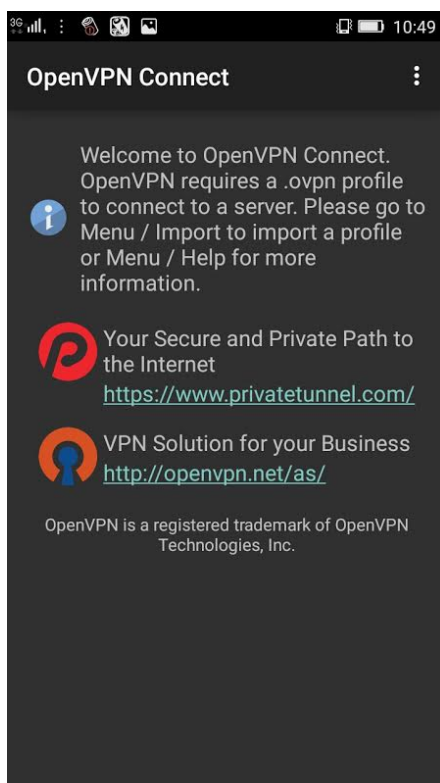 3G 10:49
OpenVPN Connect
Welcome to OpenVPN Connect.
OpenVPN requires a .ovpn profile
to connect to a server. Please go to
Menu / Import to import a profile
or Menu / Help for more
information.
Your Secure and Private Path to
the Internet
https://www.privatetunnel.com/
VPN Solution for your Business
http://openvpn.net/as/
OpenVPN is a registered trademark of OpenVPN
Technologies, Inc.